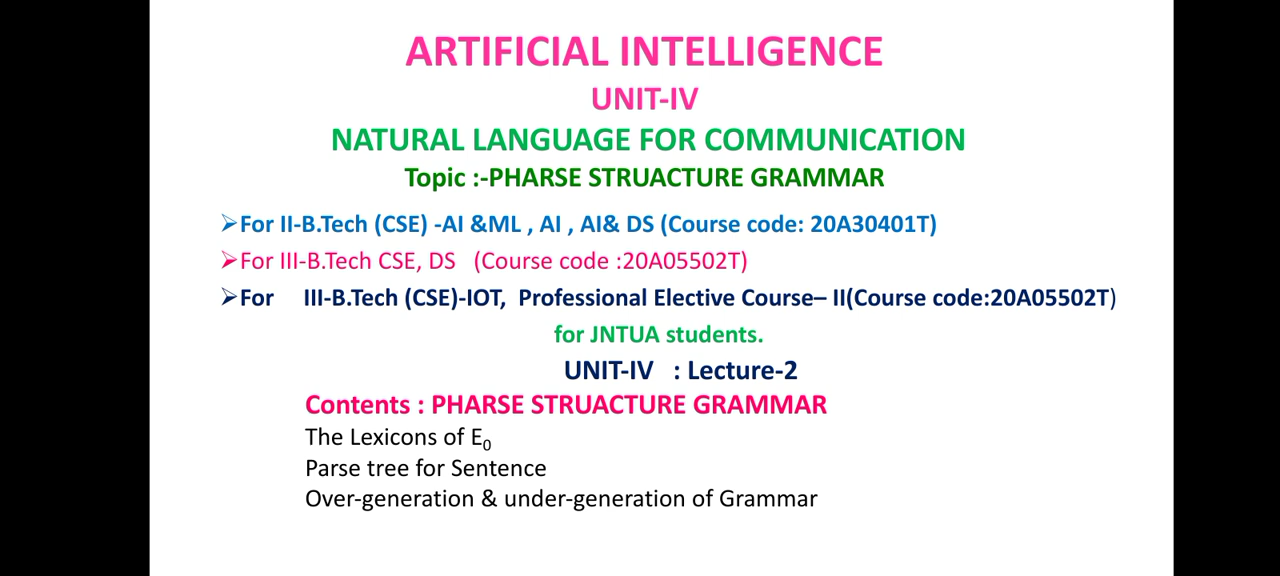 ARTIFICIAL INTELLIGENCE
UNIT-IV
NATURAL LANGUAGE FOR COMMUNICATION
Topic :-PHARSE STRUACTURE GRAMMAR
➢For II-B.Tech (CSE) -AI &ML , AI , AI& DS (Course code: 20A30401T)
➢For III-B.Tech CSE, DS (Course code :20A05502T)
➢For III-B.Tech (CSE)-IOT, Professional Elective Course– II(Course code:20A05502T)
for JNTUA students.
UNIT-IV : Lecture-2
Contents : PHARSE STRUACTURE GRAMMAR
The Lexicons of E₀
Parse tree for Sentence
Over-generation & under-generation of Grammar